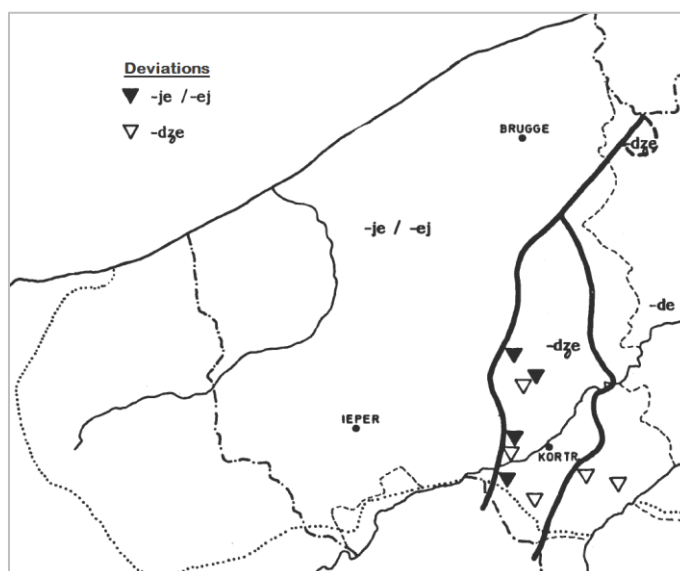 Deviations
-je / -ej
-dʒe
BRUGGE
-dʒe
-je / -ej
-de
-dʒe
IEPER
KORTR.